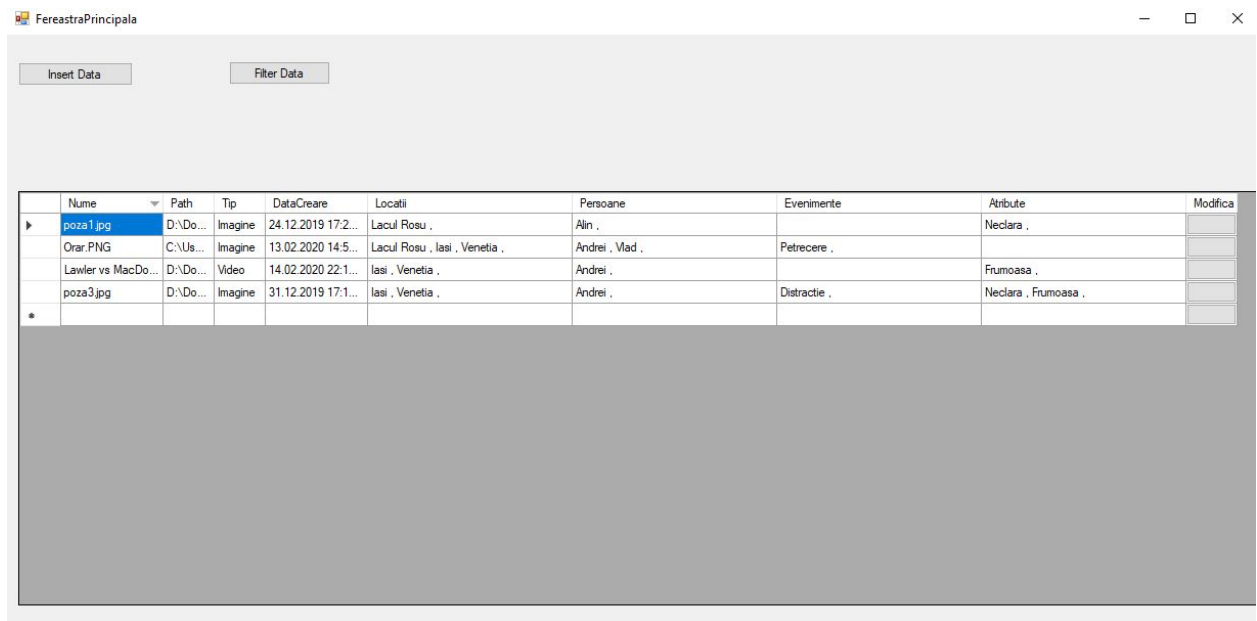 FereastraPrincipala
Insert Data Filter Data
Nume Path Tip DataCreare Locatii Persoane Evenimente Atribute Modifica
poza1.jpg D:\Do... Imagine 24.12.2019 17:2... Lacul Rosu , Alin , Neclara ,
Orar.PNG C:\Us... Imagine 13.02.2020 14:5... Lacul Rosu , Iasi , Venetia , Andrei , Vlad , Petrecere ,
Lawler vs MacDo... D:\Do... Video 14.02.2020 22:1... Iasi , Venetia , Andrei , Frumoasa ,
poza3.jpg D:\Do... Imagine 31.12.2019 17:1... Iasi , Venetia , Andrei , Distractie , Neclara , Frumoasa ,